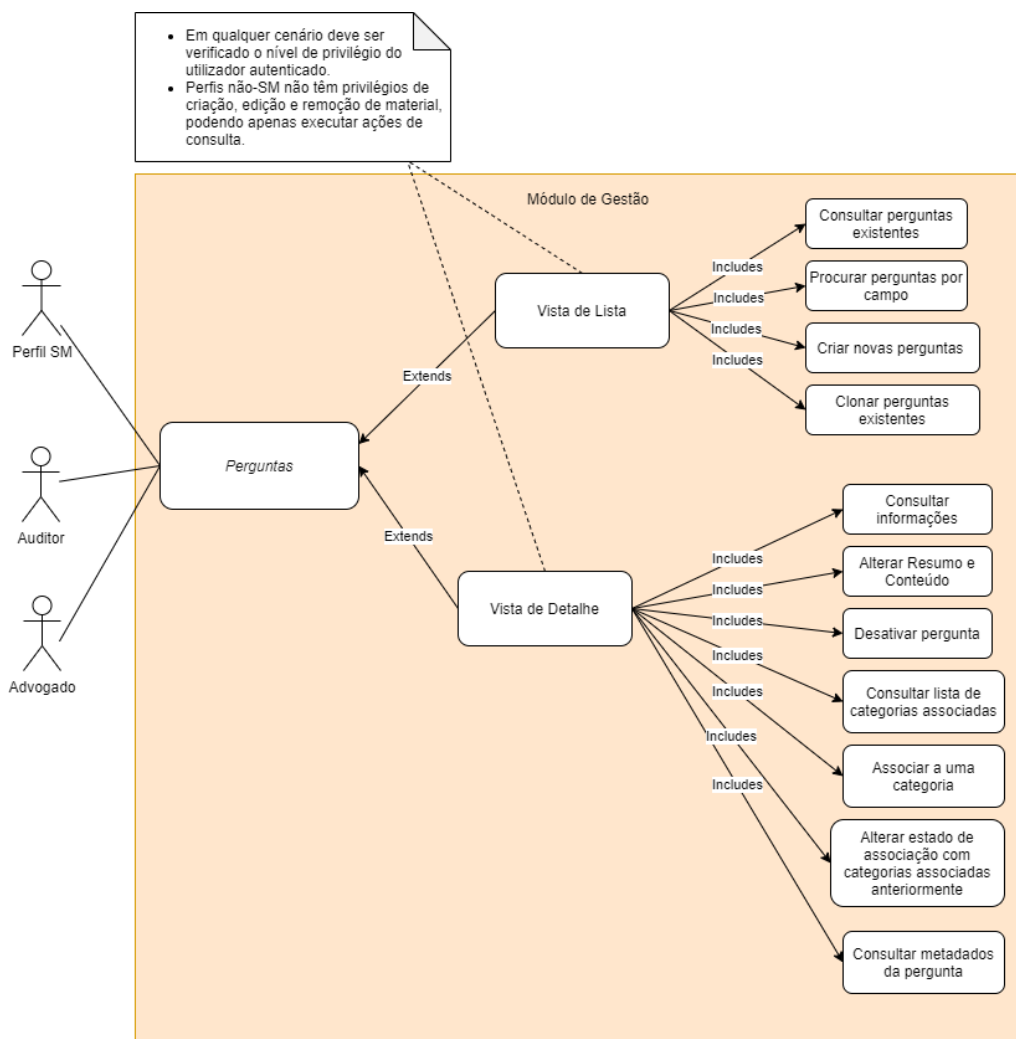 Em qualquer cenário deve ser
verificado o nível de privilégio do
utilizador autenticado.
Perfis não-SM não têm privilégios de
criação, edição e remoção de material,
podendo apenas executar ações de
consulta.
Módulo de Gestão
Perfil SM
Auditor
Advogado
Perguntas
Extends
Extends
Vista de Lista
Includes
Includes
Includes
Includes
Consultar perguntas
existentes
Procurar perguntas por
campo
Criar novas perguntas
Clonar perguntas
existentes
Vista de Detalhe
Includes
Includes
Includes
Includes
Includes
Includes
Includes
Consultar
informações
Alterar Resumo e
Conteúdo
Desativar pergunta
Consultar lista de
categorias associadas
Associar a uma
categoria
Alterar estado de
associação com
categorias associadas
anteriormente
Consultar metadados
da pergunta